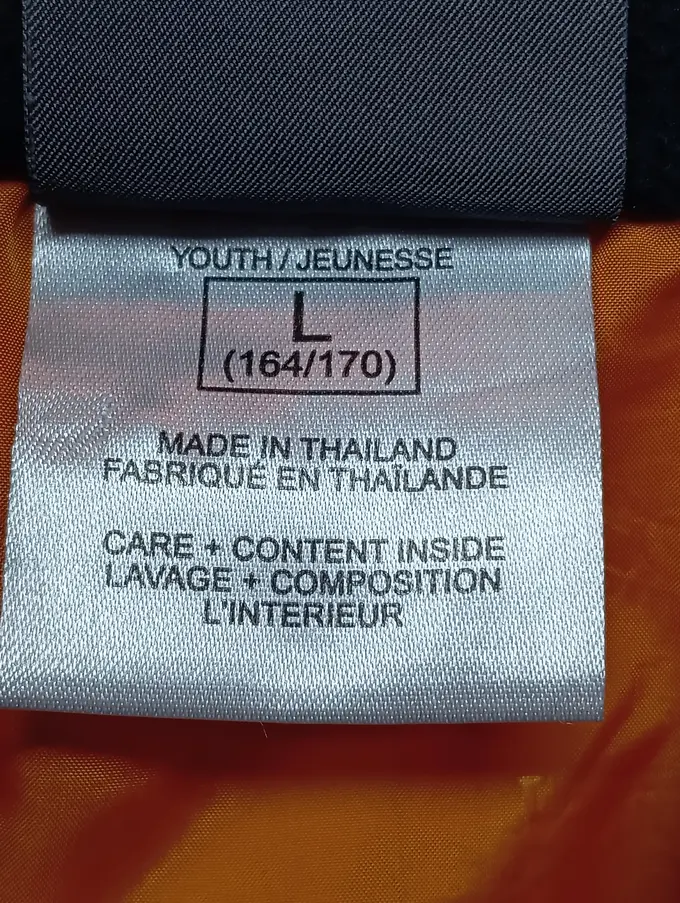 YOUTH / JEUNESSE
L
(164/170)
MADE IN THAILAND
FABRIQUÉ EN THAÏLANDE
CARE + CONTENT INSIDE
LAVAGE + COMPOSITION
L'INTERIEUR